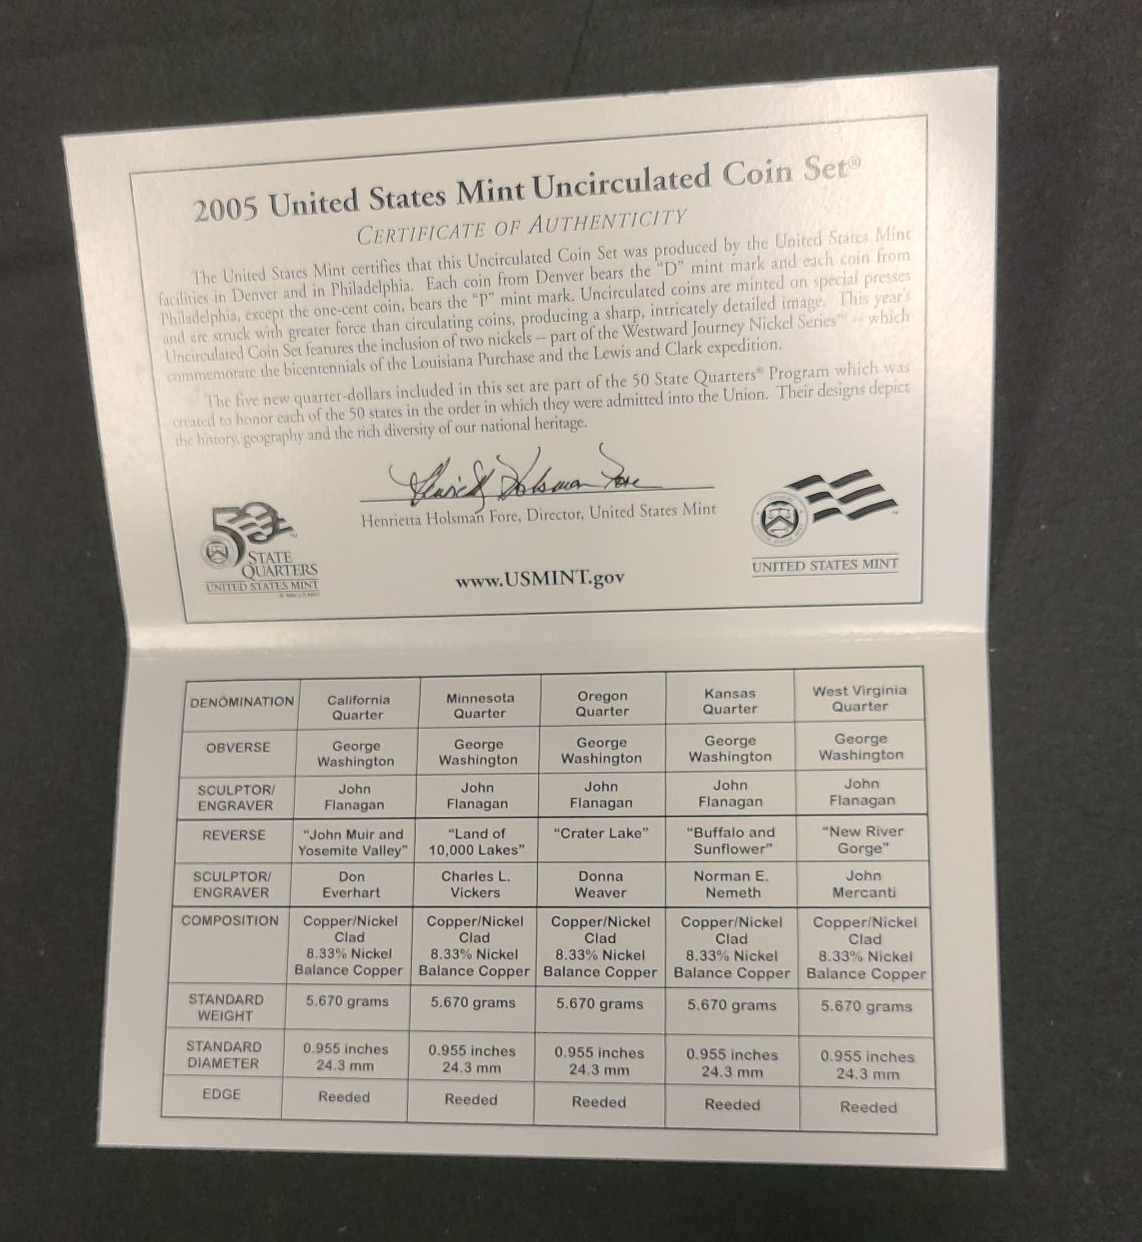 2005 United States Mint Uncirculated Coin Set®
CERTIFICATE OF AUTHENTICITY
The United States Mint certifies that this Uncirculated Coin Set was produced by the United States Mint
facilities in Denver and in Philadelphia. Each coin from Denver bears the "D" mint mark and each coin from
Philadelphia, except the one-cent coin, bears the "P" mint mark. Uncirculated coins are minted on special presses
and are struck with greater force than circulating coins, producing a sharp, intricately detailed image. This year's
Uncirculated Coin Set features the inclusion of two nickels – part of the Westward Journey Nickel Series™ – which
commemorate the bicentennials of the Louisiana Purchase and the Lewis and Clark expedition.
The five new quarter-dollars included in this set are part of the 50 State Quarters® Program which was
created to honor each of the 50 states in the order in which they were admitted into the Union. Their designs depict
the history, geography and the rich diversity of our national heritage.
Henrietta Holsman Fore
Henrietta Holsman Fore, Director, United States Mint
50™
STATE
QUARTERS
UNITED STATES MINT
www.USMINT.gov
UNITED STATES MINT
DENOMINATION California Quarter Minnesota Quarter Oregon Quarter Kansas Quarter West Virginia Quarter
OBVERSE George Washington George Washington George Washington George Washington George Washington
SCULPTOR/ENGRAVER John Flanagan John Flanagan John Flanagan John Flanagan John Flanagan
REVERSE "John Muir and Yosemite Valley" "Land of 10,000 Lakes" "Crater Lake" "Buffalo and Sunflower" "New River Gorge"
SCULPTOR/ENGRAVER Don Everhart Charles L. Vickers Donna Weaver Norman E. Nemeth John Mercanti
COMPOSITION Copper/Nickel Clad 8.33% Nickel Balance Copper Copper/Nickel Clad 8.33% Nickel Balance Copper Copper/Nickel Clad 8.33% Nickel Balance Copper Copper/Nickel Clad 8.33% Nickel Balance Copper Copper/Nickel Clad 8.33% Nickel Balance Copper
STANDARD WEIGHT 5.670 grams 5.670 grams 5.670 grams 5.670 grams 5.670 grams
STANDARD DIAMETER 0.955 inches 24.3 mm 0.955 inches 24.3 mm 0.955 inches 24.3 mm 0.955 inches 24.3 mm 0.955 inches 24.3 mm
EDGE Reeded Reeded Reeded Reeded Reeded